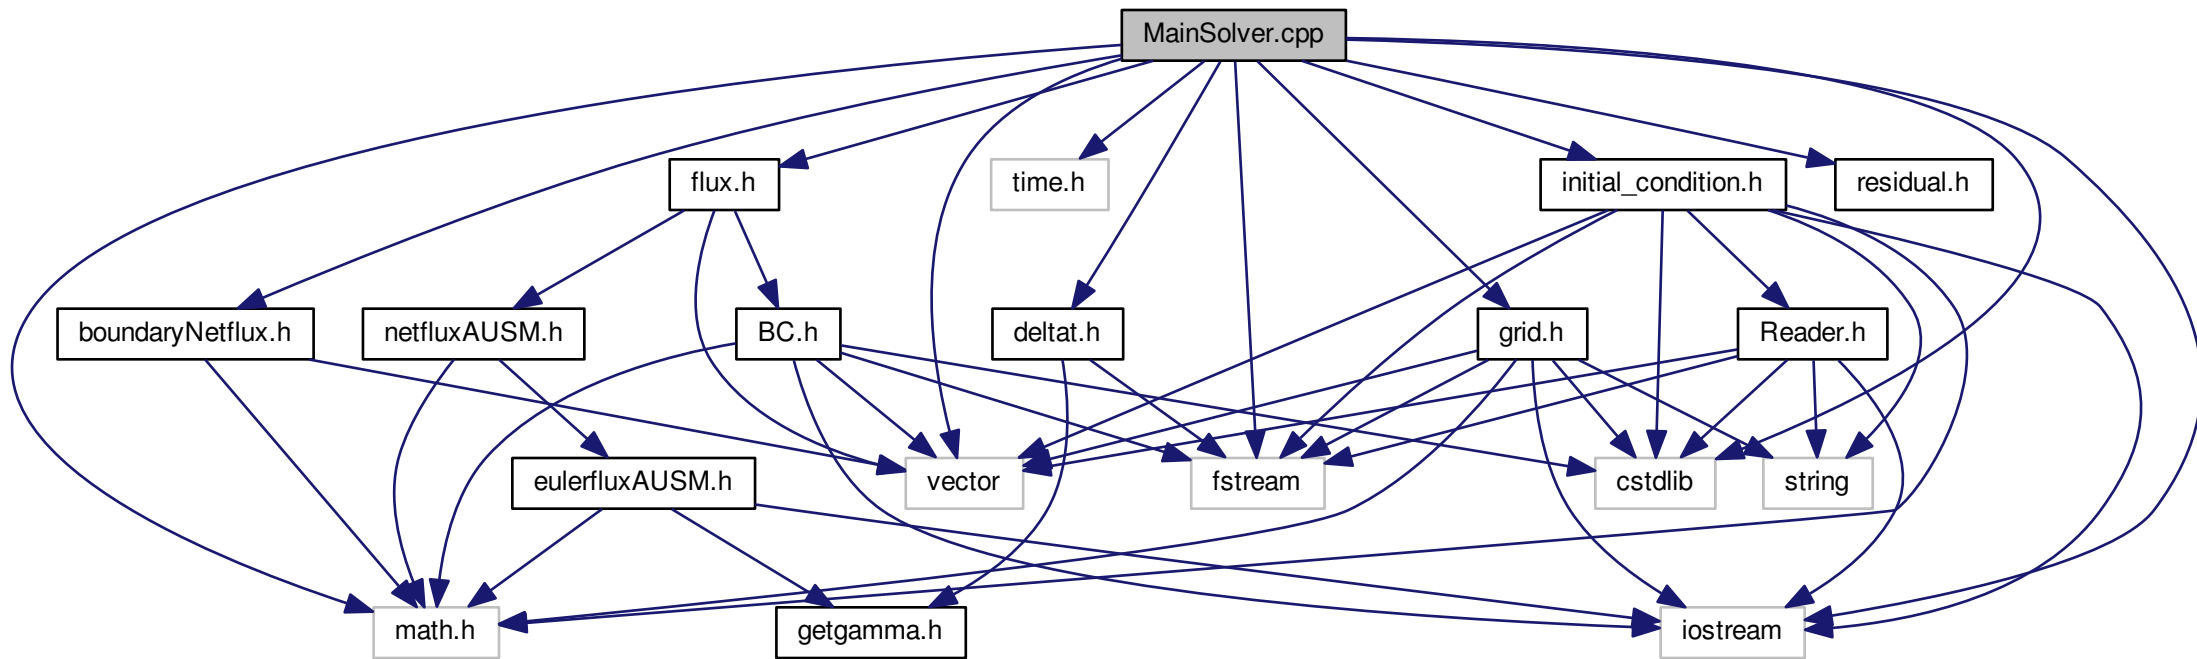 MainSolver.cpp
flux.h
time.h
initial_condition.h
residual.h
boundaryNetflux.h
netfluxAUSM.h
BC.h
deltat.h
grid.h
Reader.h
eulerfluxAUSM.h
vector
fstream
cstdlib
string
math.h
getgamma.h
iostream